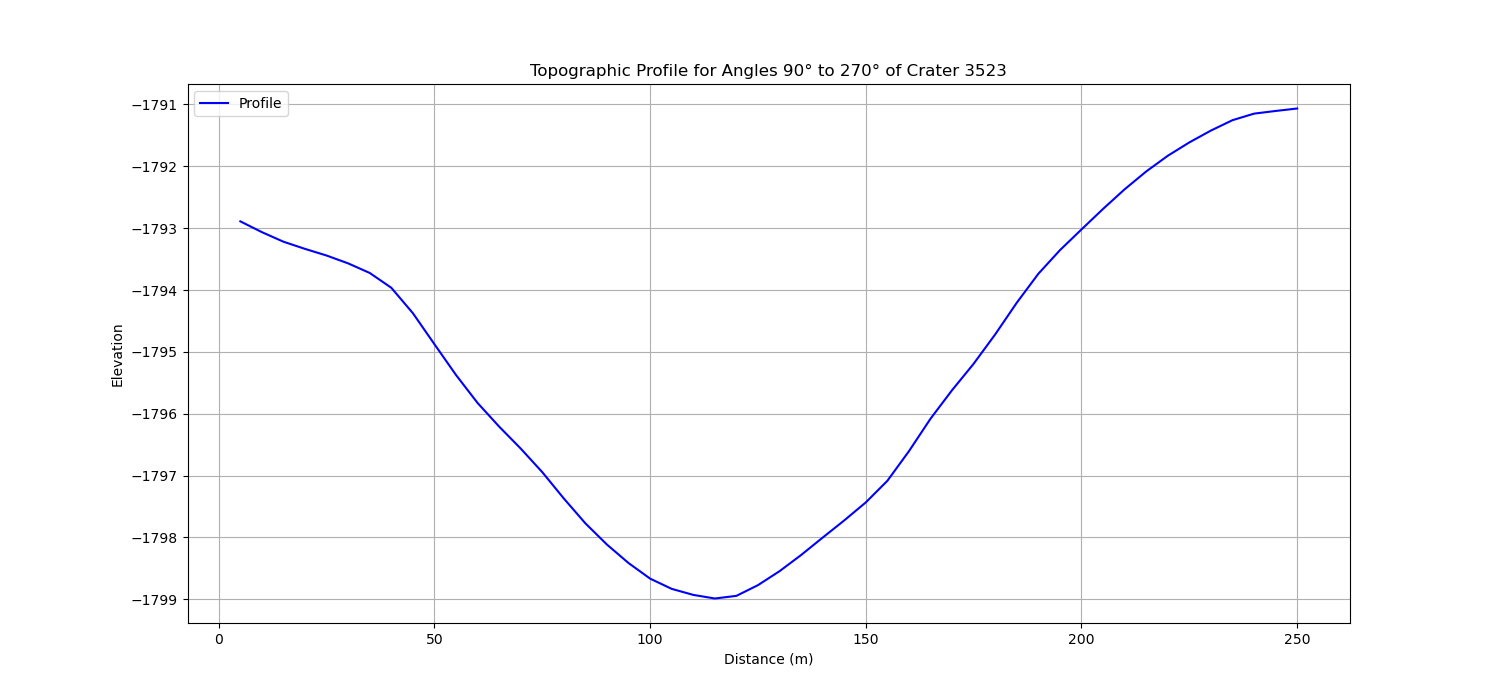 Topographic Profile for Angles 90° to 270° of Crater 3523
Profile
−1791
−1792
−1793
−1794
−1795
−1796
−1797
−1798
−1799
Elevation
0 50 100 150 200 250
Distance (m)